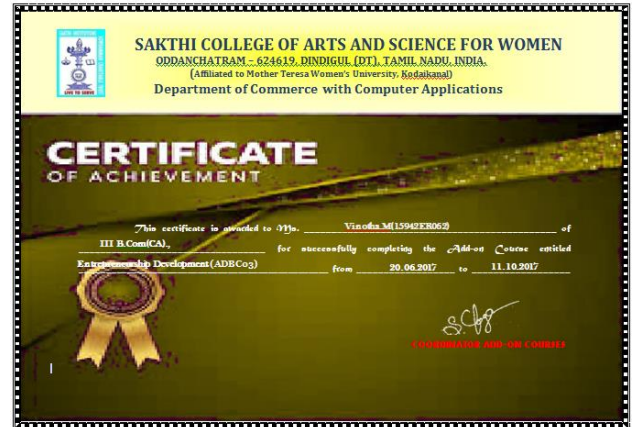 SAKTHI COLLEGE OF ARTS AND SCIENCE FOR WOMEN
ODDANCHATRAM – 624619, DINDIGUL (DT), TAMIL NADU, INDIA.
(Affiliated to Mother Teresa Women's University, Kodaikanal)
Department of Commerce with Computer Applications
LIVE TO SERVE
CERTIFICATE
OF ACHIEVEMENT
This certificate is awarded to Ms. Vinotha.M(15942ER062) of
III B.Com(CA)., for successfully completing the Add-on Course entitled
Entrepreneurship Development (ADBC03) from 20.06.2017 to 11.10.2017
COORDINATOR ADD-ON COURSES